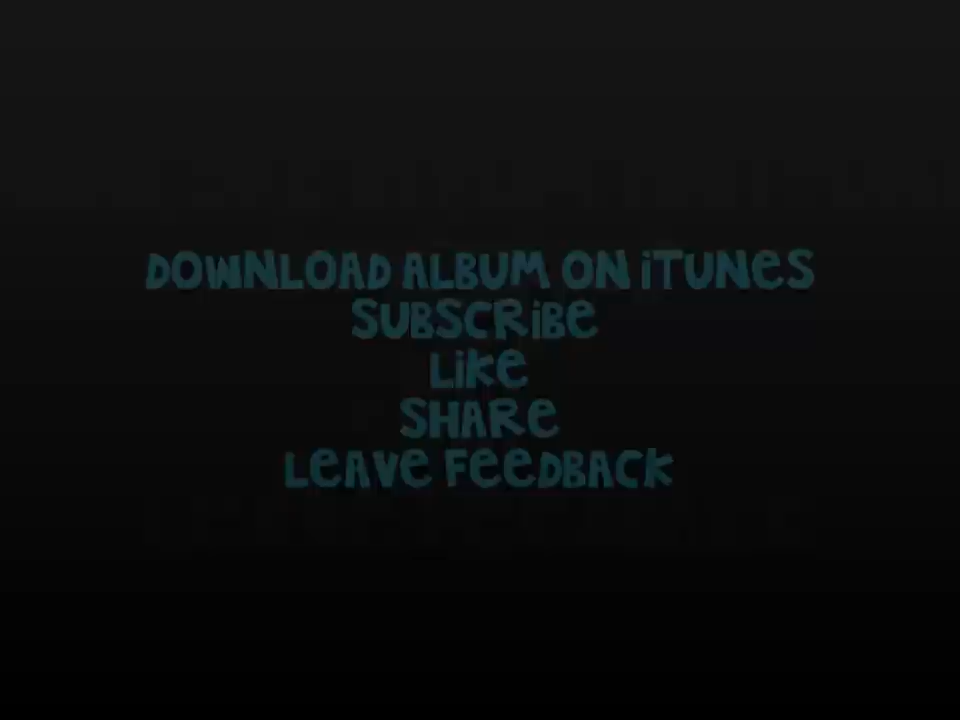 DOWNLOAD ALBUM ON iTUNeS
SUBSCRiBe
LiKe
SHARe
LeAVe FeeDBACK